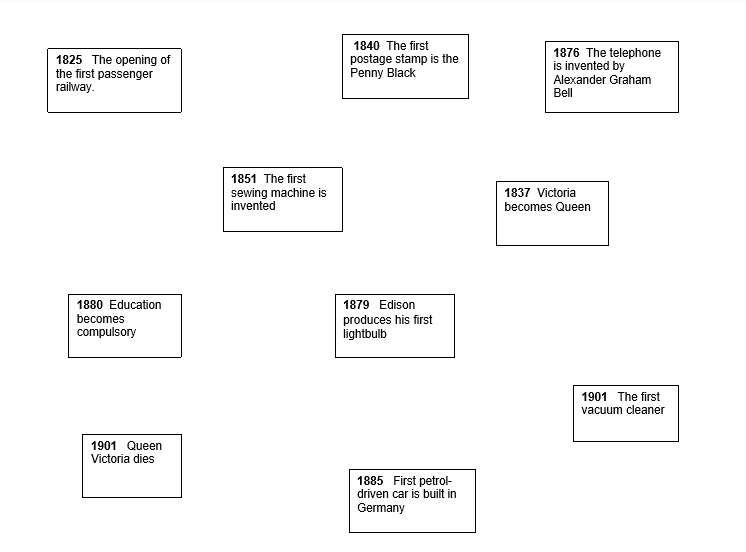 1825 The opening of
the first passenger
railway.
1840 The first
postage stamp is the
Penny Black
1876 The telephone
is invented by
Alexander Graham
Bell
1851 The first
sewing machine is
invented
1837 Victoria
becomes Queen
1880 Education
becomes
compulsory
1879 Edison
produces his first
lightbulb
1901 The first
vacuum cleaner
1901 Queen
Victoria dies
1885 First petrol-
driven car is built in
Germany